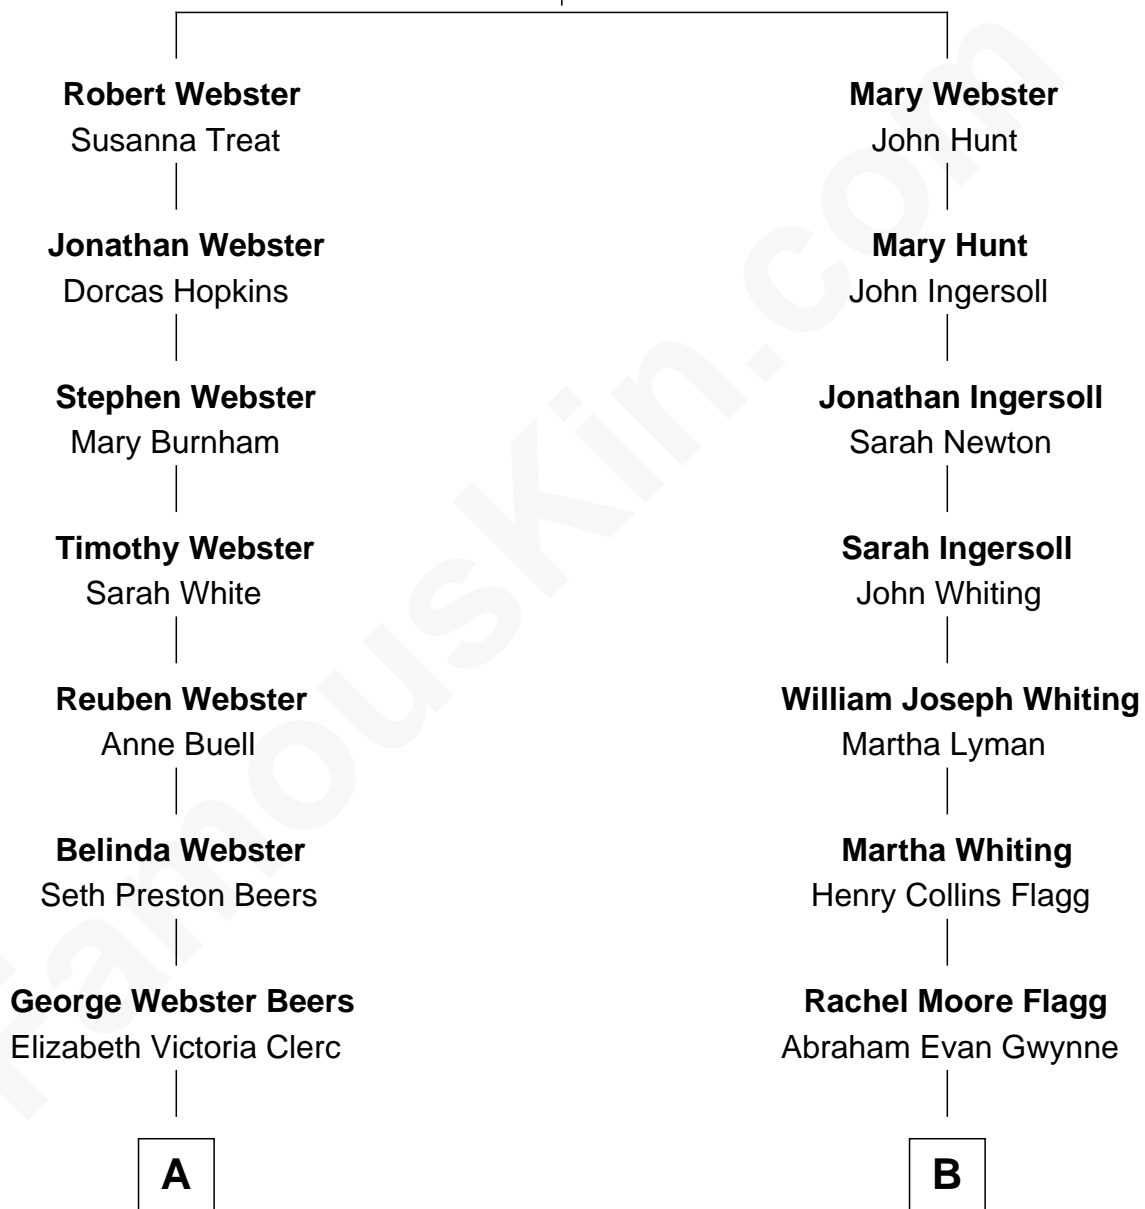 Robert Webster
Susanna Treat
Jonathan Webster
Dorcas Hopkins
Stephen Webster
Mary Burnham
Timothy Webster
Sarah White
Reuben Webster
Anne Buell
Belinda Webster
Seth Preston Beers
George Webster Beers
Elizabeth Victoria Clerc
A
Mary Webster
John Hunt
Mary Hunt
John Ingersoll
Jonathan Ingersoll
Sarah Newton
Sarah Ingersoll
John Whiting
William Joseph Whiting
Martha Lyman
Martha Whiting
Henry Collins Flagg
Rachel Moore Flagg
Abraham Evan Gwynne
B
FamousKin.com